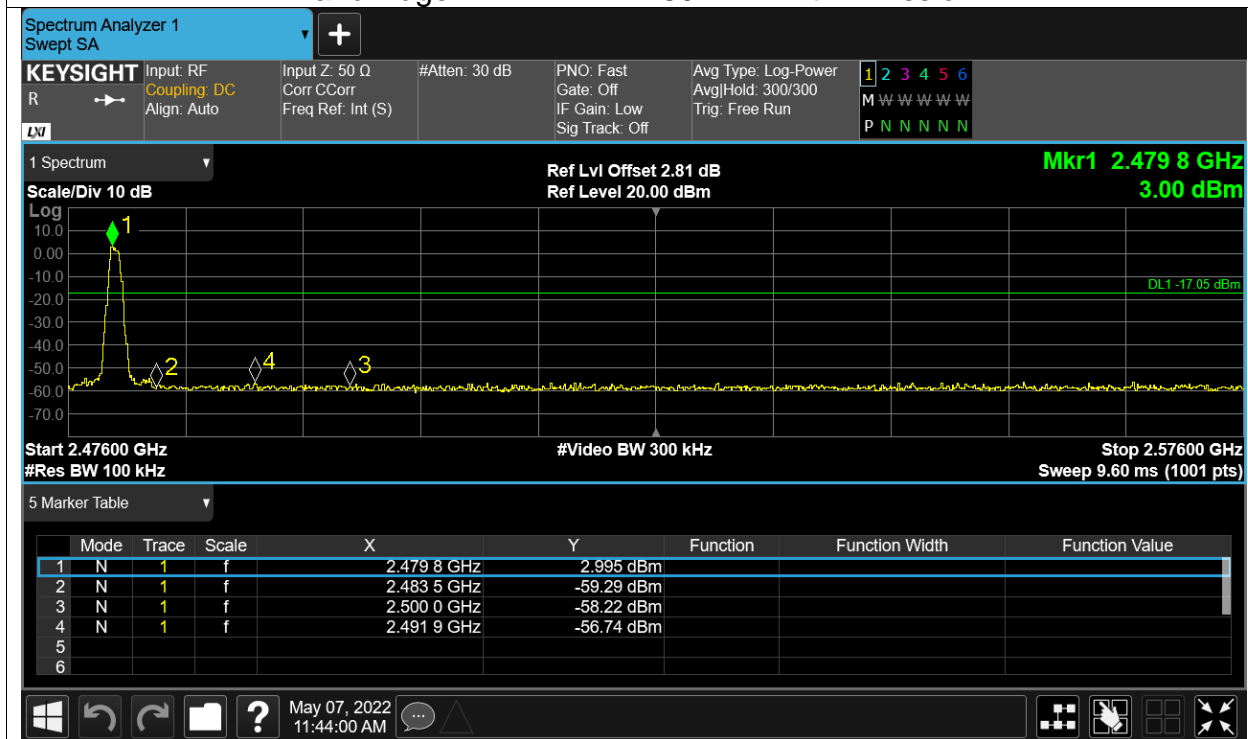 Spectrum Analyzer 1
Swept SA
KEYSIGHT Input: RF Input Z: 50 Ω #Atten: 30 dB PNO: Fast Avg Type: Log-Power 1 2 3 4 5 6
R Coupling: DC Corr CCorr Gate: Off Avg|Hold: 300/300 M W W W W W
Align: Auto Freq Ref: Int (S) IF Gain: Low Trig: Free Run
LXI Sig Track: Off P N N N N N N
1 Spectrum Ref Lvl Offset 2.81 dB Mkr1 2.479 8 GHz
Scale/Div 10 dB Ref Level 20.00 dBm 3.00 dBm
Log
10.0 1
0.00
-10.0
DL1 -17.05 dBm
-20.0
-30.0
-40.0
-50.0 2 4 3
-60.0
-70.0
Start 2.47600 GHz #Video BW 300 kHz Stop 2.57600 GHz
#Res BW 100 kHz Sweep 9.60 ms (1001 pts)
5 Marker Table
Mode Trace Scale X Y Function Function Width Function Value
1 N 1 f 2.479 8 GHz 2.995 dBm
2 N 1 f 2.483 5 GHz -59.29 dBm
3 N 1 f 2.500 0 GHz -58.22 dBm
4 N 1 f 2.491 9 GHz -56.74 dBm
5
6
? May 07, 2022
11:44:00 AM